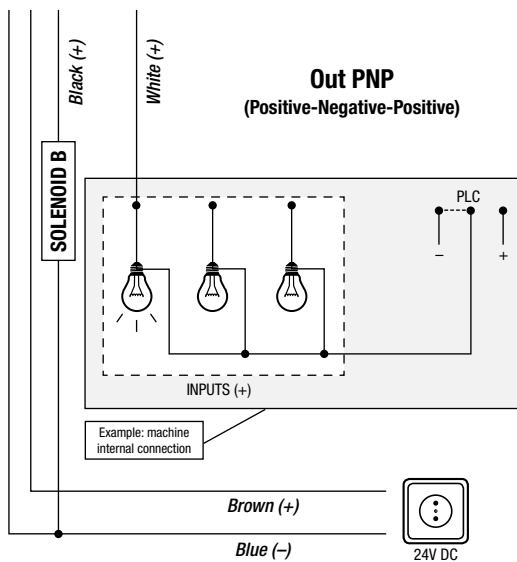 Black (+)
White (+)
Out PNP
(Positive-Negative-Positive)
SOLENOID B
PLC
–
+
INPUTS (+)
Example: machine
internal connection
Brown (+)
Blue (–)
24V DC